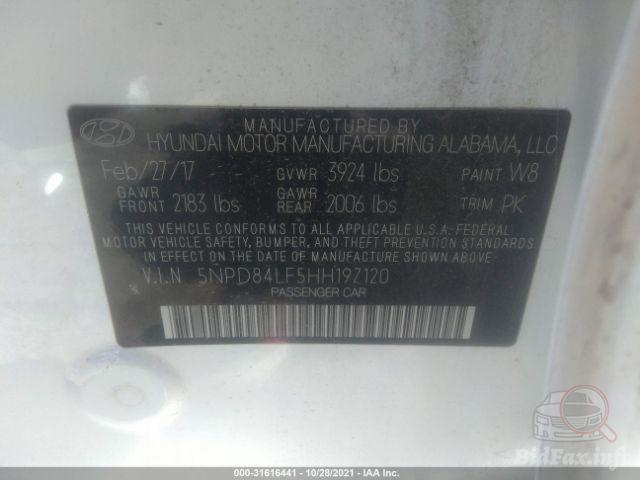 MANUFACTURED BY
HYUNDAI MOTOR MANUFACTURING ALABAMA, LLC
Feb/27/17 GVWR 3924 lbs PAINT W8
GAWR FRONT 2183 lbs GAWR REAR 2006 lbs TRIM PK
THIS VEHICLE CONFORMS TO ALL APPLICABLE U.S.A. FEDERAL
MOTOR VEHICLE SAFETY, BUMPER, AND THEFT PREVENTION STANDARDS
IN EFFECT ON THE DATE OF MANUFACTURE SHOWN ABOVE.
V.I.N 5NPD84LF5HH19Z120
PASSENGER CAR
BidFax.info
000-31616441 - 10/28/2021 - IAA Inc.